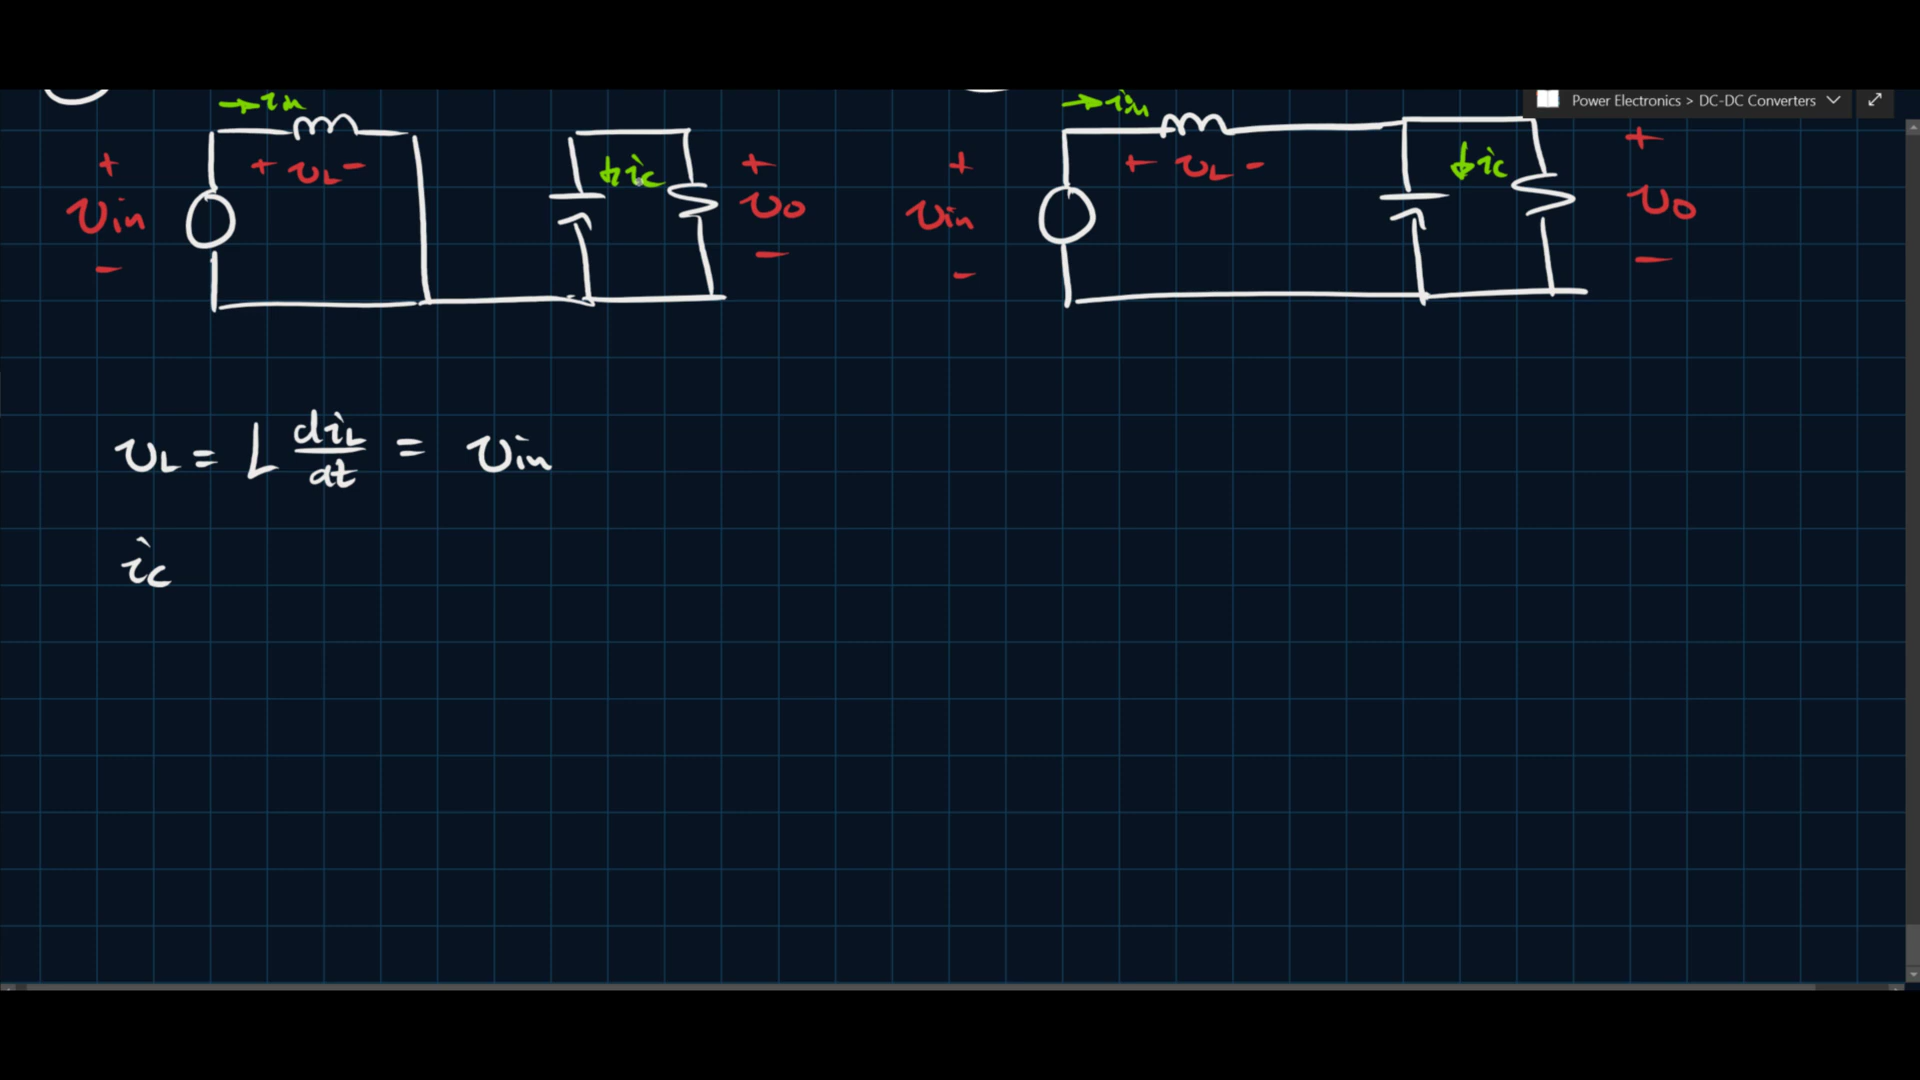 Power Electronics > DC-DC Converters
→ iin
+ vL -
+
vin
-
↓ ic
+
vo
-
→ iin
+ vL -
+
vin
-
↓ ic
+
vo
-
vL = L diL/dt = vin
ic